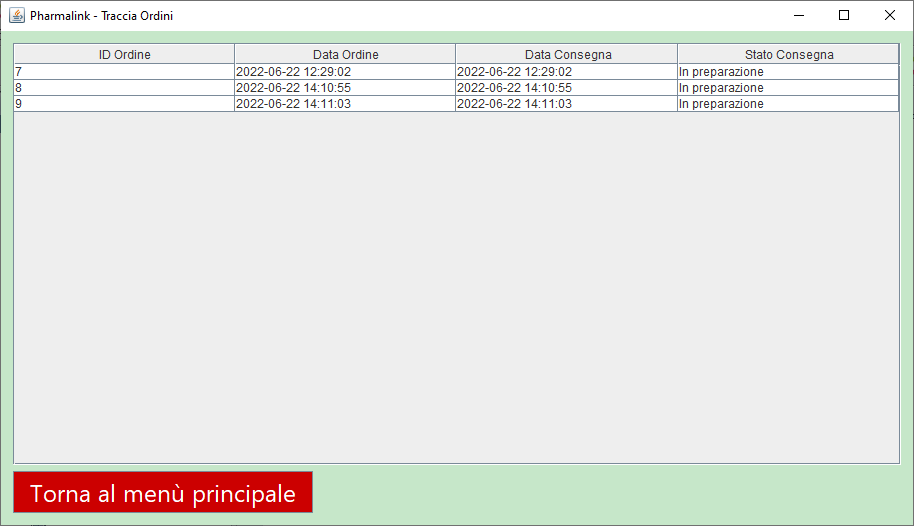 Pharmalink - Traccia Ordini
ID Ordine Data Ordine Data Consegna Stato Consegna
7 2022-06-22 12:29:02 2022-06-22 12:29:02 In preparazione
8 2022-06-22 14:10:55 2022-06-22 14:10:55 In preparazione
9 2022-06-22 14:11:03 2022-06-22 14:11:03 In preparazione
Torna al menù principale